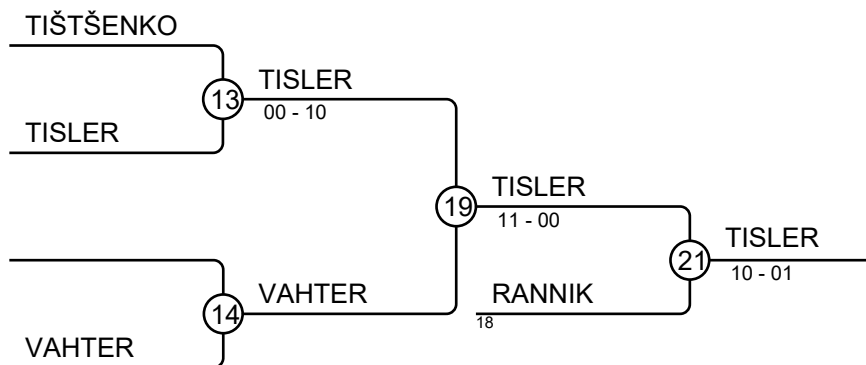 TIŠTŠENKO
13
TISLER
00 - 10
TISLER
19
TISLER
11 - 00
21
TISLER
10 - 01
14
VAHTER
RANNIK
18
VAHTER